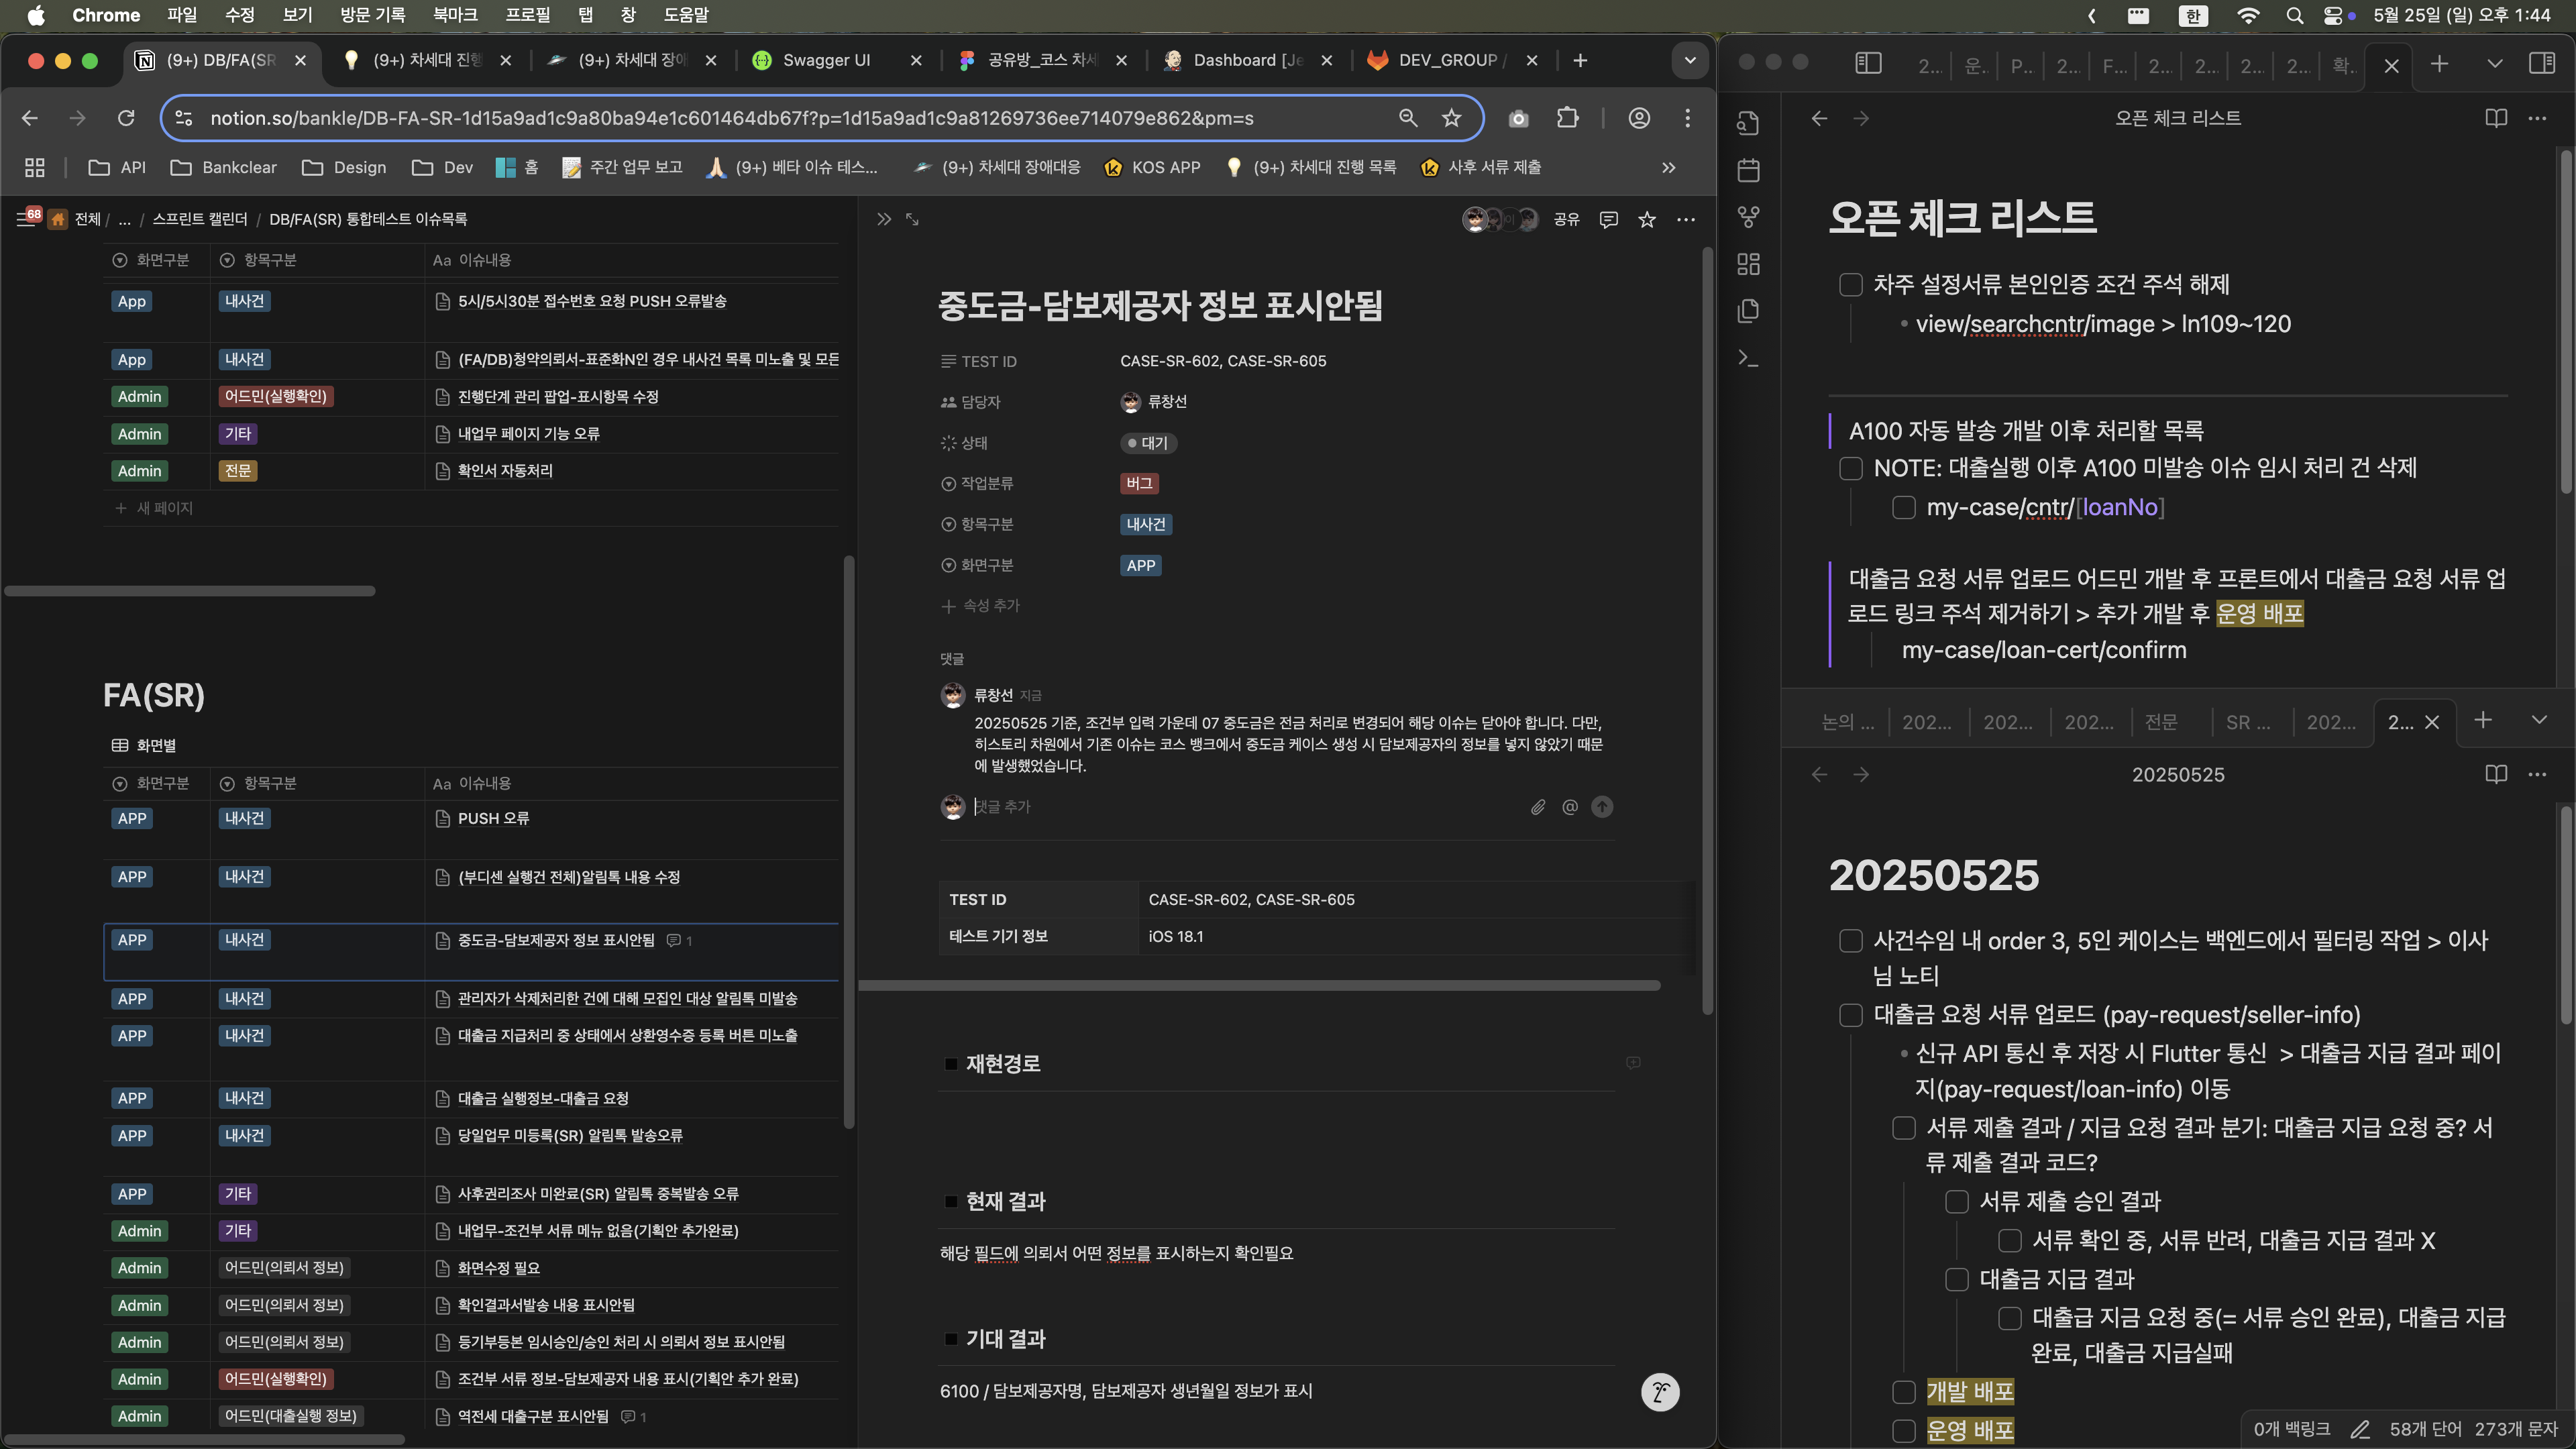 Chrome 파일 수정 보기 방문 기록 북마크 프로필 탭 창 도움말
한 5월 25일 (일) 오후 1:44
(9+) DB/FA(SR
(9+) 차세대 진행
(9+) 차세대 장애
Swagger UI
공유방_코스 차세
Dashboard [Je
DEV_GROUP /
notion.so/bankle/DB-FA-SR-1d15a9ad1c9a80ba94e1c601464db67f?p=1d15a9ad1c9a81269736ee714079e862&pm=s
API
Bankclear
Design
Dev
홈
주간 업무 보고
(9+) 베타 이슈 테스...
(9+) 차세대 장애대응
KOS APP
(9+) 차세대 진행 목록
사후 서류 제출
68
전체 / ... / 스프린트 캘린더 / DB/FA(SR) 통합테스트 이슈목록
화면구분 항목구분 Aa 이슈내용
App 내사건 5시/5시30분 접수번호 요청 PUSH 오류발송
App 내사건 (FA/DB)청약의뢰서-표준화N인 경우 내사건 목록 미노출 및 모든
Admin 어드민(실행확인) 진행단계 관리 팝업-표시항목 수정
Admin 기타 내업무 페이지 기능 오류
Admin 전문 확인서 자동처리
+ 새 페이지
FA(SR)
화면별
화면구분 항목구분 Aa 이슈내용
APP 내사건 PUSH 오류
APP 내사건 (부디센 실행건 전체)알림톡 내용 수정
APP 내사건 중도금-담보제공자 정보 표시안됨 1
APP 내사건 관리자가 삭제처리한 건에 대해 모집인 대상 알림톡 미발송
APP 내사건 대출금 지급처리 중 상태에서 상환영수증 등록 버튼 미노출
APP 내사건 대출금 실행정보-대출금 요청
APP 내사건 당일업무 미등록(SR) 알림톡 발송오류
APP 기타 사후권리조사 미완료(SR) 알림톡 중복발송 오류
Admin 기타 내업무-조건부 서류 메뉴 없음(기획안 추가완료)
Admin 어드민(의뢰서 정보) 화면수정 필요
Admin 어드민(의뢰서 정보) 확인결과서발송 내용 표시안됨
Admin 어드민(의뢰서 정보) 등기부등본 임시승인/승인 처리 시 의뢰서 정보 표시안됨
Admin 어드민(실행확인) 조건부 서류 정보-담보제공자 내용 표시(기획안 추가 완료)
Admin 어드민(대출실행 정보) 역전세 대출구분 표시안됨 1
공유
중도금-담보제공자 정보 표시안됨
TEST ID CASE-SR-602, CASE-SR-605
담당자 류창선
상태 대기
작업분류 버그
항목구분 내사건
화면구분 APP
+ 속성 추가
댓글
류창선 지금
20250525 기준, 조건부 입력 가운데 07 중도금은 전금 처리로 변경되어 해당 이슈는 닫아야 합니다. 다만,
히스토리 차원에서 기존 이슈는 코스 뱅크에서 중도금 케이스 생성 시 담보제공자의 정보를 넣지 않았기 때문
에 발생했었습니다.
댓글 추가
TEST ID CASE-SR-602, CASE-SR-605
테스트 기기 정보 iOS 18.1
재현경로
현재 결과
해당 필드에 의뢰서 어떤 정보를 표시하는지 확인필요
기대 결과
6100 / 담보제공자명, 담보제공자 생년월일 정보가 표시
2... 운. P... 2... F... 2... 2... 2... 2... 확.
오픈 체크 리스트
오픈 체크 리스트
차주 설정서류 본인인증 조건 주석 해제
view/searchcntr/image > ln109~120
A100 자동 발송 개발 이후 처리할 목록
NOTE: 대출실행 이후 A100 미발송 이슈 임시 처리 건 삭제
my-case/cntr/[loanNo]
대출금 요청 서류 업로드 어드민 개발 후 프론트에서 대출금 요청 서류 업
로드 링크 주석 제거하기 > 추가 개발 후 운영 배포
my-case/loan-cert/confirm
논의 ... 202... 202... 202... 전문 SR ... 202... 2...
20250525
20250525
사건수임 내 order 3, 5인 케이스는 백엔드에서 필터링 작업 > 이사
님 노티
대출금 요청 서류 업로드 (pay-request/seller-info)
신규 API 통신 후 저장 시 Flutter 통신 > 대출금 지급 결과 페이
지(pay-request/loan-info) 이동
서류 제출 결과 / 지급 요청 결과 분기: 대출금 지급 요청 중? 서
류 제출 결과 코드?
서류 제출 승인 결과
서류 확인 중, 서류 반려, 대출금 지급 결과 X
대출금 지급 결과
대출급 지금 요청 중(= 서류 승인 완료), 대출금 지급
완료, 대출금 지급실패
개발 배포
운영 배포
0개 백링크 58개 단어 273개 문자